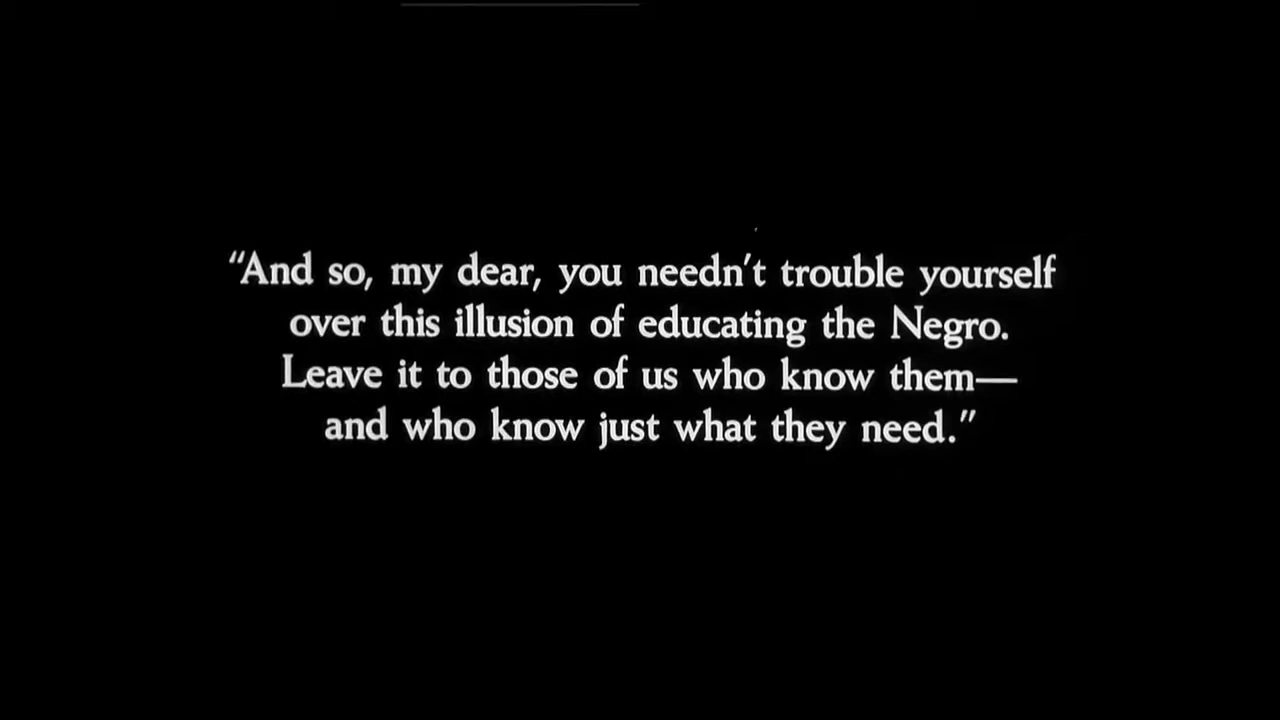 “And so, my dear, you needn't trouble yourself
over this illusion of educating the Negro.
Leave it to those of us who know them—
and who know just what they need.”